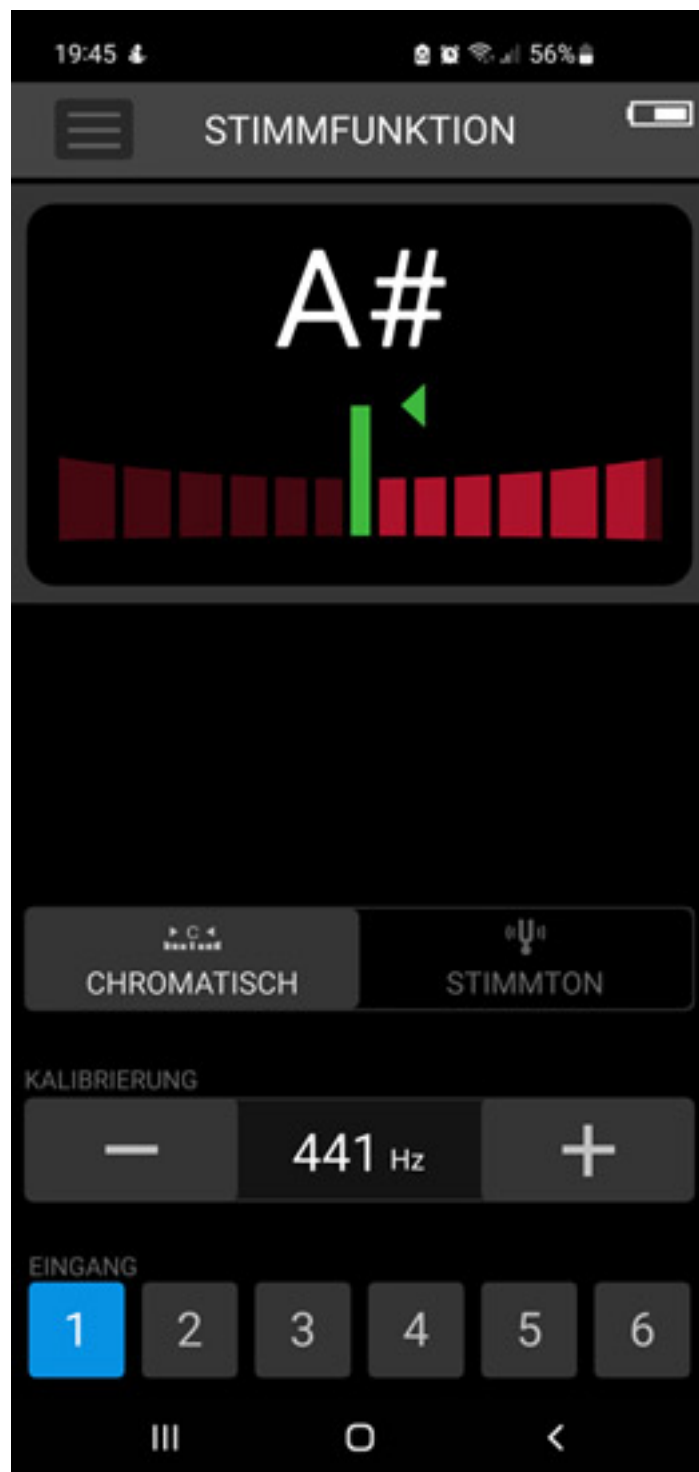 19:45 56%
STIMMFUNKTION
A#
C
CHROMATISCH STIMMTON
KALIBRIERUNG
− 441 Hz +
EINGANG
1 2 3 4 5 6